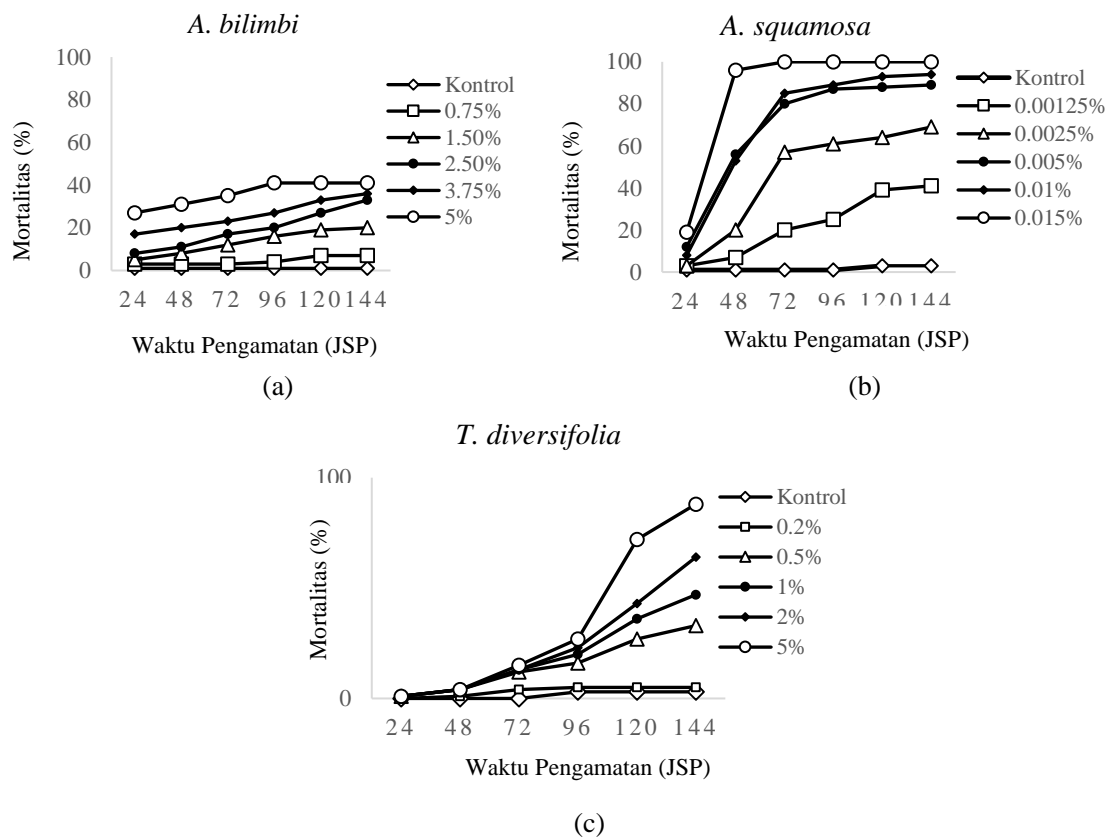 A. bilimbi
100
80
60
40
20
0
Mortalitas (%)
24 48 72 96 120 144
Waktu Pengamatan (JSP)
Kontrol
0.75%
1.50%
2.50%
3.75%
5%
(a)
A. squamosa
100
80
60
40
20
0
Mortalitas (%)
24 48 72 96 120 144
Waktu Pengamatan (JSP)
Kontrol
0.00125%
0.0025%
0.005%
0.01%
0.015%
(b)
T. diversifolia
100
0
Mortalitas (%)
24 48 72 96 120 144
Waktu Pengamatan (JSP)
Kontrol
0.2%
0.5%
1%
2%
5%
(c)